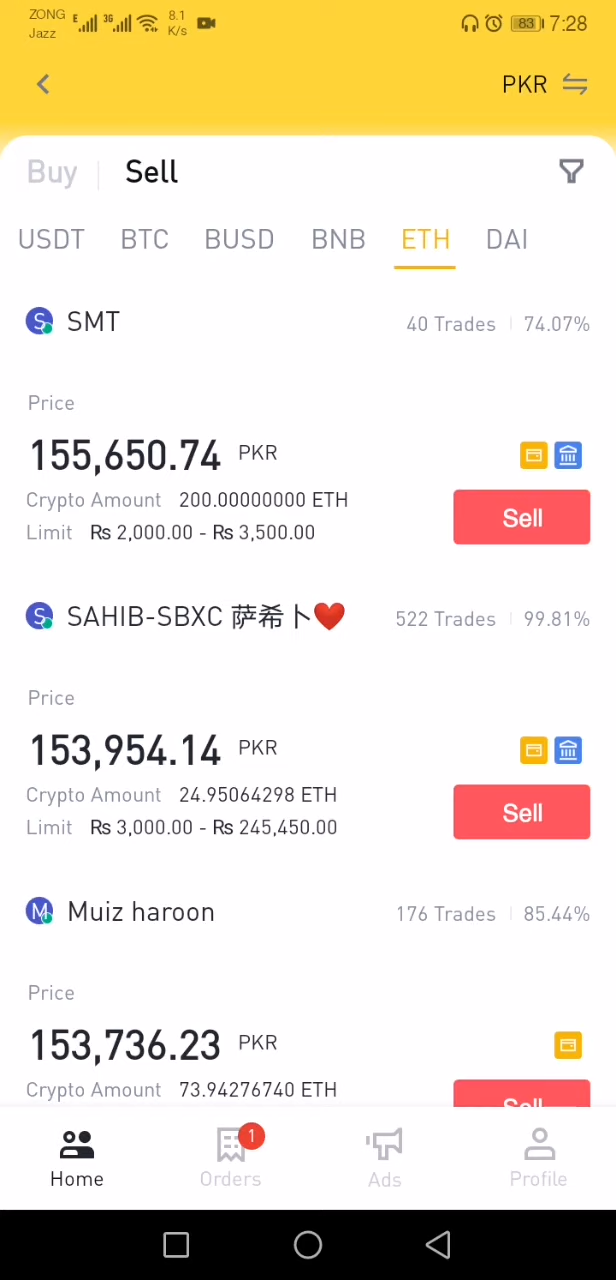 ZONG
Jazz
E
3G
8.1
K/s
83
7:28
PKR
Buy
Sell
USDT BTC BUSD BNB ETH DAI
S SMT 40 Trades 74.07%
Price
155,650.74 PKR
Crypto Amount 200.00000000 ETH
Sell
Limit Rs 2,000.00 - Rs 3,500.00
S SAHIB-SBXC 萨希卜❤️ 522 Trades 99.81%
Price
153,954.14 PKR
Crypto Amount 24.95064298 ETH
Sell
Limit Rs 3,000.00 - Rs 245,450.00
M Muiz haroon 176 Trades 85.44%
Price
153,736.23 PKR
Crypto Amount 73.94276740 ETH
Sell
1
Home Orders Ads Profile